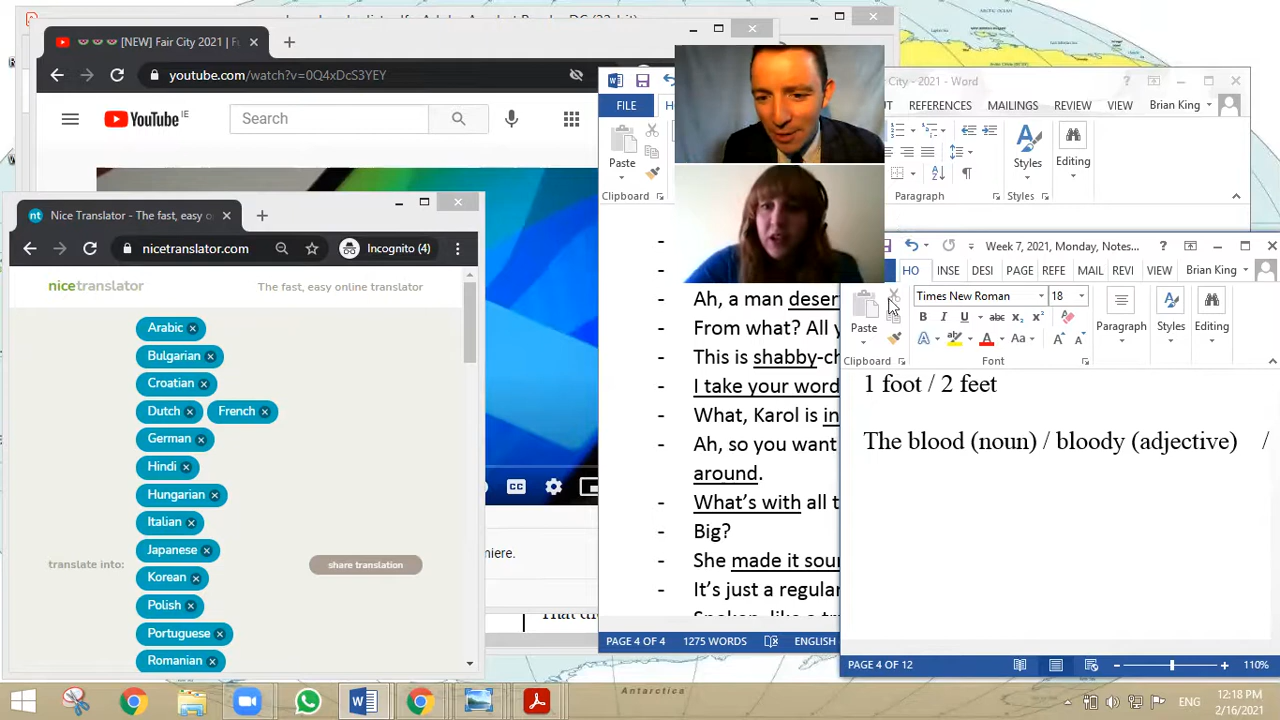 [NEW] Fair City 2021 |
youtube.com/watch?v=0Q4xDcS3YEY
YouTube IE
Search
Nice Translator - The fast, easy o
nicetranslator.com
Incognito (4)
nicetranslator
The fast, easy online translator
Arabic
Bulgarian
Croatian
Dutch
French
German
Hindi
Hungarian
Italian
Japanese
translate into:
share translation
Korean
Polish
Portuguese
Romanian
CC
miere.
FILE
City - 2021 - Word
REFERENCES
MAILINGS
REVIEW
VIEW
Brian King
Paste
Clipboard
Paragraph
Styles
Styles
Editing
- Ah, a man deser
- From what? All y
- This is shabby-ch
- I take your word
- What, Karol is in
- Ah, so you want
around.
- What's with all t
- Big?
- She made it sour
- It's just a regular
PAGE 4 OF 4
1275 WORDS
ENGLISH
Week 7, 2021, Monday, Notes...
HO
INSE
DESI
PAGE
REFE
MAIL
REVI
VIEW
Brian King
Times New Roman
18
Paste
Paragraph
Styles
Editing
Clipboard
Font
1 foot / 2 feet
The blood (noun) / bloody (adjective) /
PAGE 4 OF 12
110%
Antarctica
ENG
12:18 PM
2/16/2021